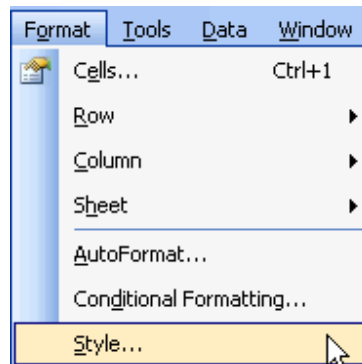 Format Tools Data Window
Cells... Ctrl+1
Row
Column
Sheet
AutoFormat...
Conditional Formatting...
Style...